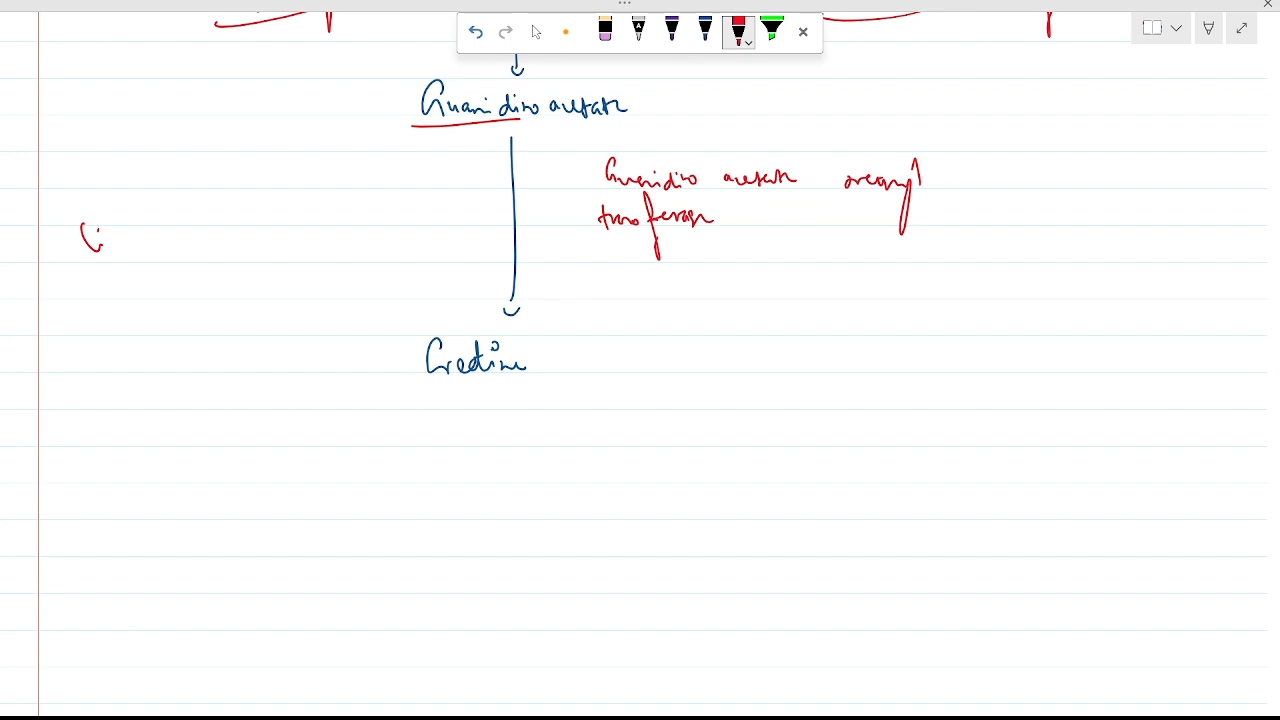 Guanidino acetate
Guanidino acetate
transferase
Creatine